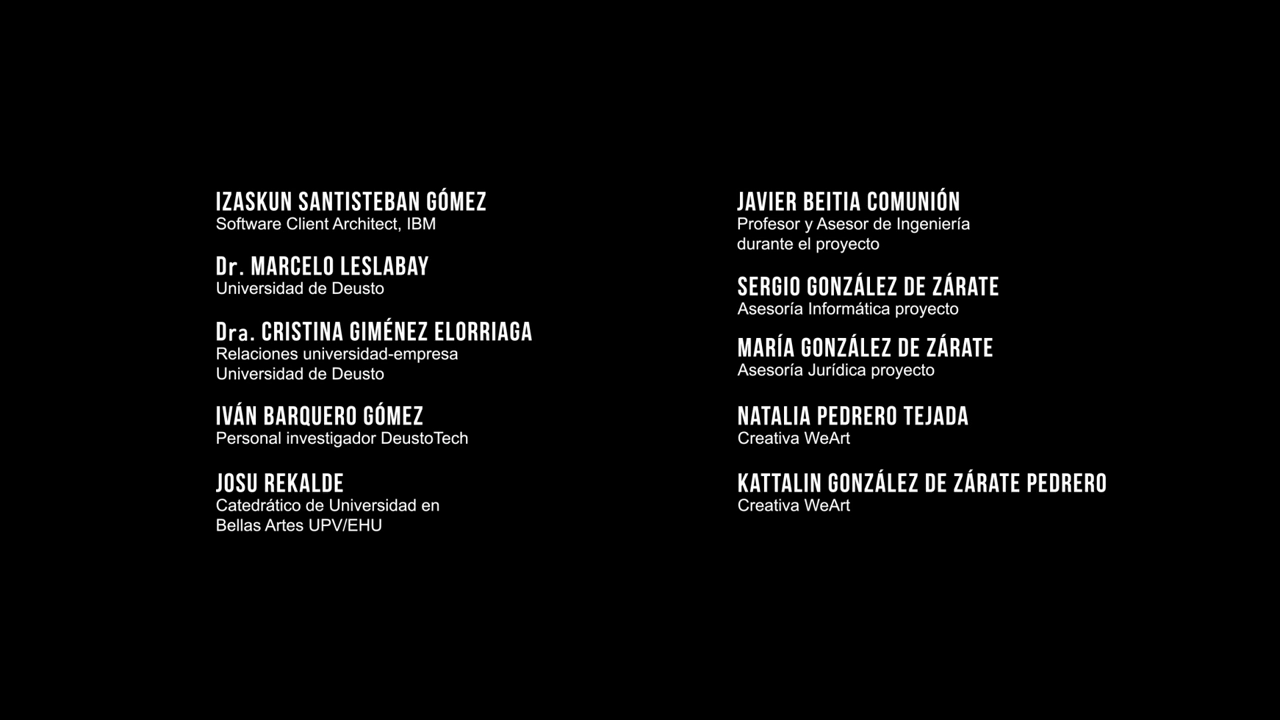 IZASKUN SANTISTEBAN GÓMEZ
Software Client Architect, IBM
Dr. MARCELO LESLABAY
Universidad de Deusto
Dra. CRISTINA GIMÉNEZ ELORRIAGA
Relaciones universidad-empresa
Universidad de Deusto
IVÁN BARQUERO GÓMEZ
Personal investigador DeustoTech
JOSU REKALDE
Catedrático de Universidad en
Bellas Artes UPV/EHU
JAVIER BEITIA COMUNIÓN
Profesor y Asesor de Ingeniería
durante el proyecto
SERGIO GONZÁLEZ DE ZÁRATE
Asesoría Informática proyecto
MARÍA GONZÁLEZ DE ZÁRATE
Asesoría Jurídica proyecto
NATALIA PEDRERO TEJADA
Creativa WeArt
KATTALIN GONZÁLEZ DE ZÁRATE PEDRERO
Creativa WeArt